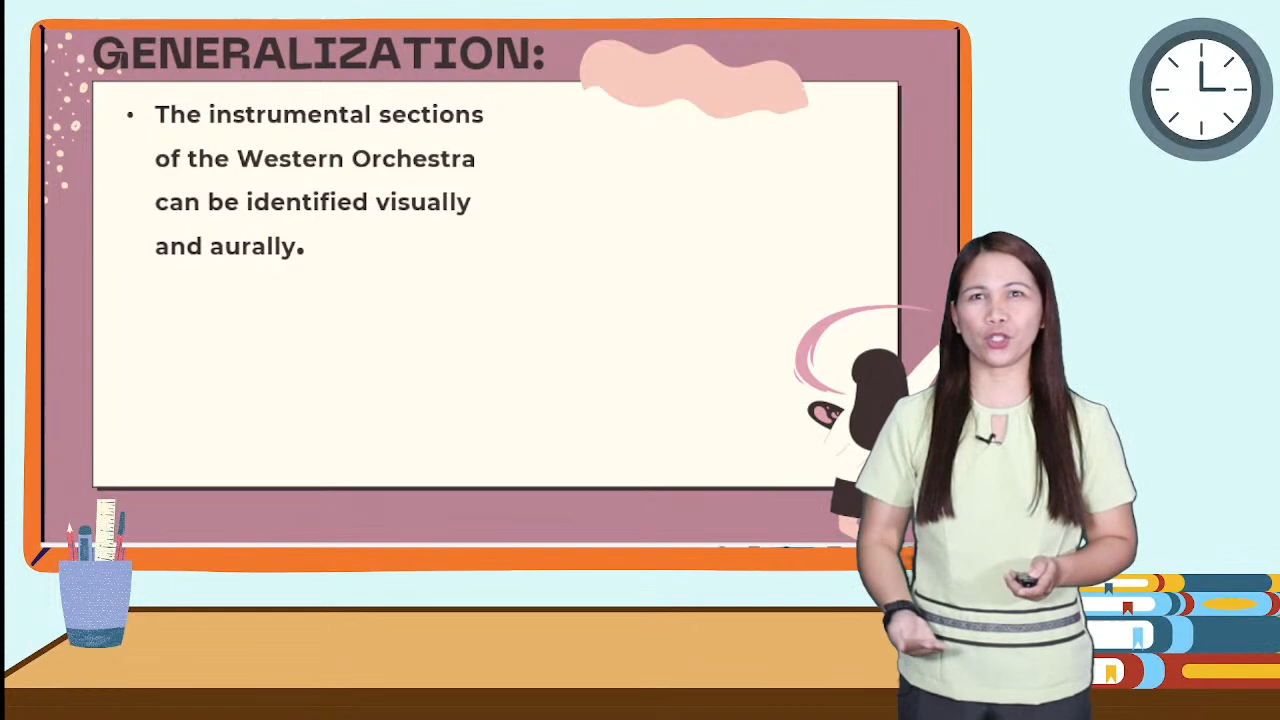 GENERALIZATION:
• The instrumental sections
of the Western Orchestra
can be identified visually
and aurally.